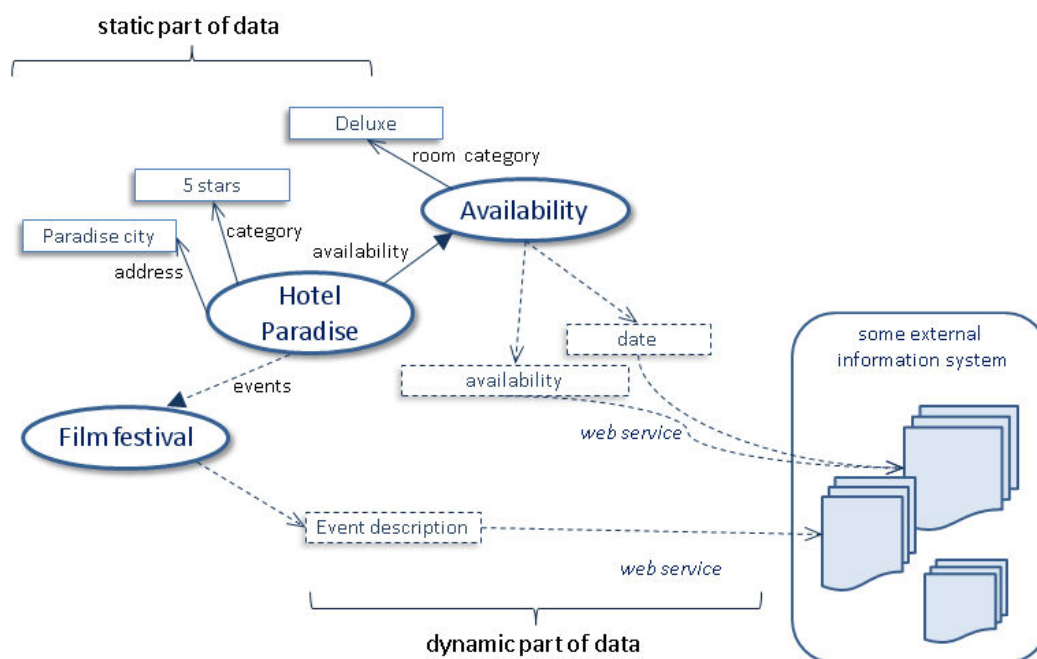 static part of data
Deluxe
room category
5 stars
Availability
category
Paradise city
availability
address
Hotel
Paradise
some external
information system
date
availability
events
web service
Film festival
Event description
web service
dynamic part of data